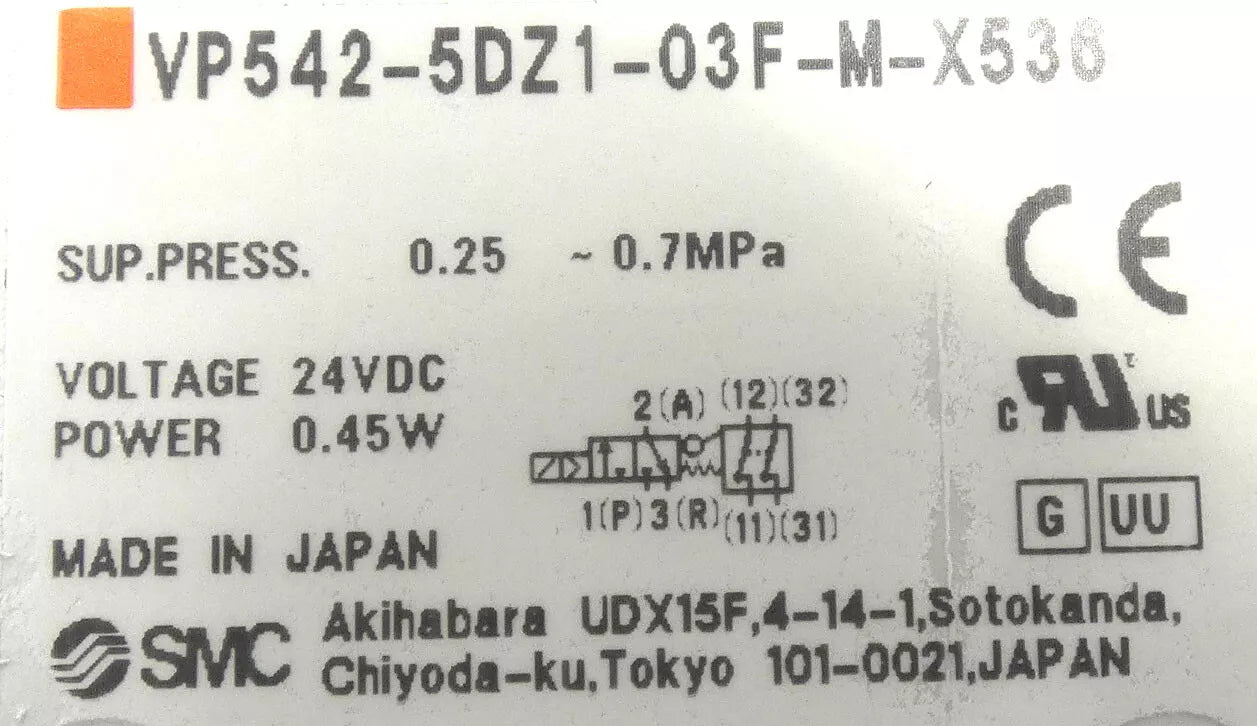 VP542-5DZ1-03F-M-X536
SUP.PRESS. 0.25 ~ 0.7MPa
CE
VOLTAGE 24VDC
POWER 0.45W
2(A) (12)(32)
1(P) 3(R) (11)(31)
c RU US
G UU
MADE IN JAPAN
SMC
Akihabara UDX15F,4-14-1,Sotokanda,
Chiyoda-ku,Tokyo 101-0021,JAPAN